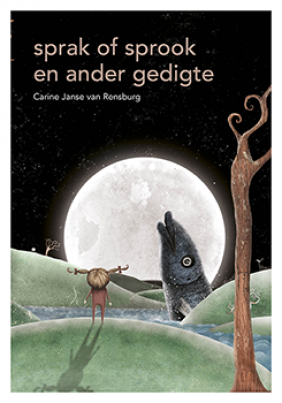 sprak of sprook
en ander gedigte
Carine Janse van Rensburg